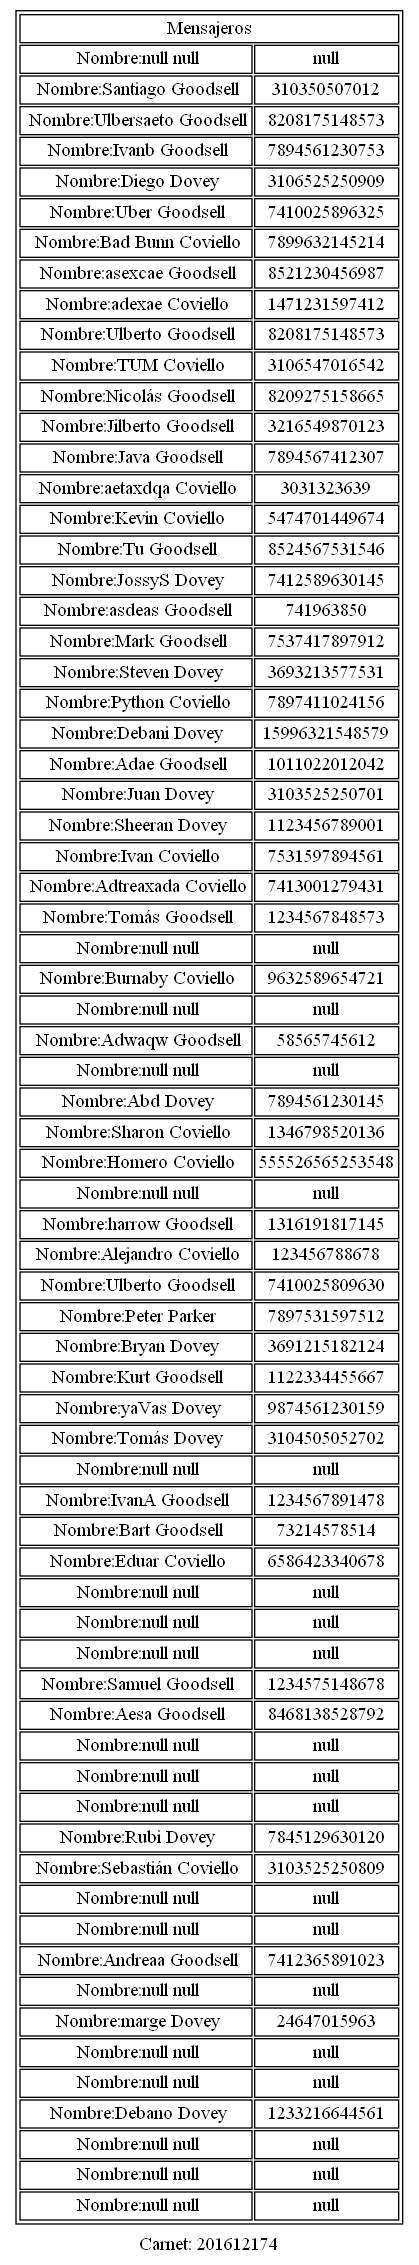 Mensajeros
Nombre:null null null
Nombre:Santiago Goodsell 310350507012
Nombre:Ulbersaeto Goodsell 8208175148573
Nombre:Ivanb Goodsell 7894561230753
Nombre:Diego Dovey 3106525250909
Nombre:Uber Goodsell 7410025896325
Nombre:Bad Bunn Coviello 7899632145214
Nombre:asexcae Goodsell 8521230456987
Nombre:adexae Coviello 1471231597412
Nombre:Ulberto Goodsell 8208175148573
Nombre:TUM Coviello 3106547016542
Nombre:Nicolás Goodsell 8209275158665
Nombre:Jilberto Goodsell 3216549870123
Nombre:Java Goodsell 7894567412307
Nombre:aetaxdqa Coviello 3031323639
Nombre:Kevin Coviello 5474701449674
Nombre:Tu Goodsell 8524567531546
Nombre:JossyS Dovey 7412589630145
Nombre:asdeas Goodsell 741963850
Nombre:Mark Goodsell 7537417897912
Nombre:Steven Dovey 3693213577531
Nombre:Python Coviello 7897411024156
Nombre:Debani Dovey 15996321548579
Nombre:Adae Goodsell 1011022012042
Nombre:Juan Dovey 3103525250701
Nombre:Sheeran Dovey 1123456789001
Nombre:Ivan Coviello 7531597894561
Nombre:Adtreaxada Coviello 7413001279431
Nombre:Tomás Goodsell 1234567848573
Nombre:null null null
Nombre:Burnaby Coviello 9632589654721
Nombre:null null null
Nombre:Adwaqw Goodsell 58565745612
Nombre:null null null
Nombre:Abd Dovey 7894561230145
Nombre:Sharon Coviello 1346798520136
Nombre:Homero Coviello 555526565253548
Nombre:null null null
Nombre:harrow Goodsell 1316191817145
Nombre:Alejandro Coviello 123456788678
Nombre:Ulberto Goodsell 7410025809630
Nombre:Peter Parker 7897531597512
Nombre:Bryan Dovey 3691215182124
Nombre:Kurt Goodsell 1122334455667
Nombre:yaVas Dovey 9874561230159
Nombre:Tomás Dovey 3104505052702
Nombre:null null null
Nombre:IvanA Goodsell 1234567891478
Nombre:Bart Goodsell 73214578514
Nombre:Eduar Coviello 6586423340678
Nombre:null null null
Nombre:null null null
Nombre:null null null
Nombre:Samuel Goodsell 1234575148678
Nombre:Aesa Goodsell 8468138528792
Nombre:null null null
Nombre:null null null
Nombre:null null null
Nombre:Rubi Dovey 7845129630120
Nombre:Sebastián Coviello 3103525250809
Nombre:null null null
Nombre:null null null
Nombre:Andreaa Goodsell 7412365891023
Nombre:null null null
Nombre:marge Dovey 24647015963
Nombre:null null null
Nombre:null null null
Nombre:Debano Dovey 1233216644561
Nombre:null null null
Nombre:null null null
Nombre:null null null
Carnet: 201612174